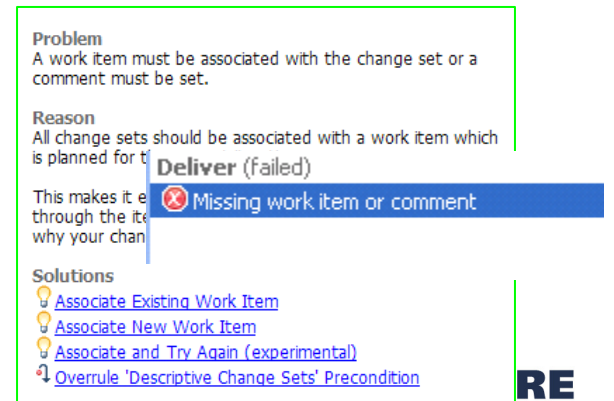 Problem
A work item must be associated with the change set or a
comment must be set.
Reason
All change sets should be associated with a work item which
is planned for
Deliver (failed)
Missing work item or comment
This makes it
through the
why your
Solutions
Associate Existing Work Item
Associate New Work Item
Associate and Try Again (experimental)
Overrule 'Descriptive Change Sets' Precondition
RE